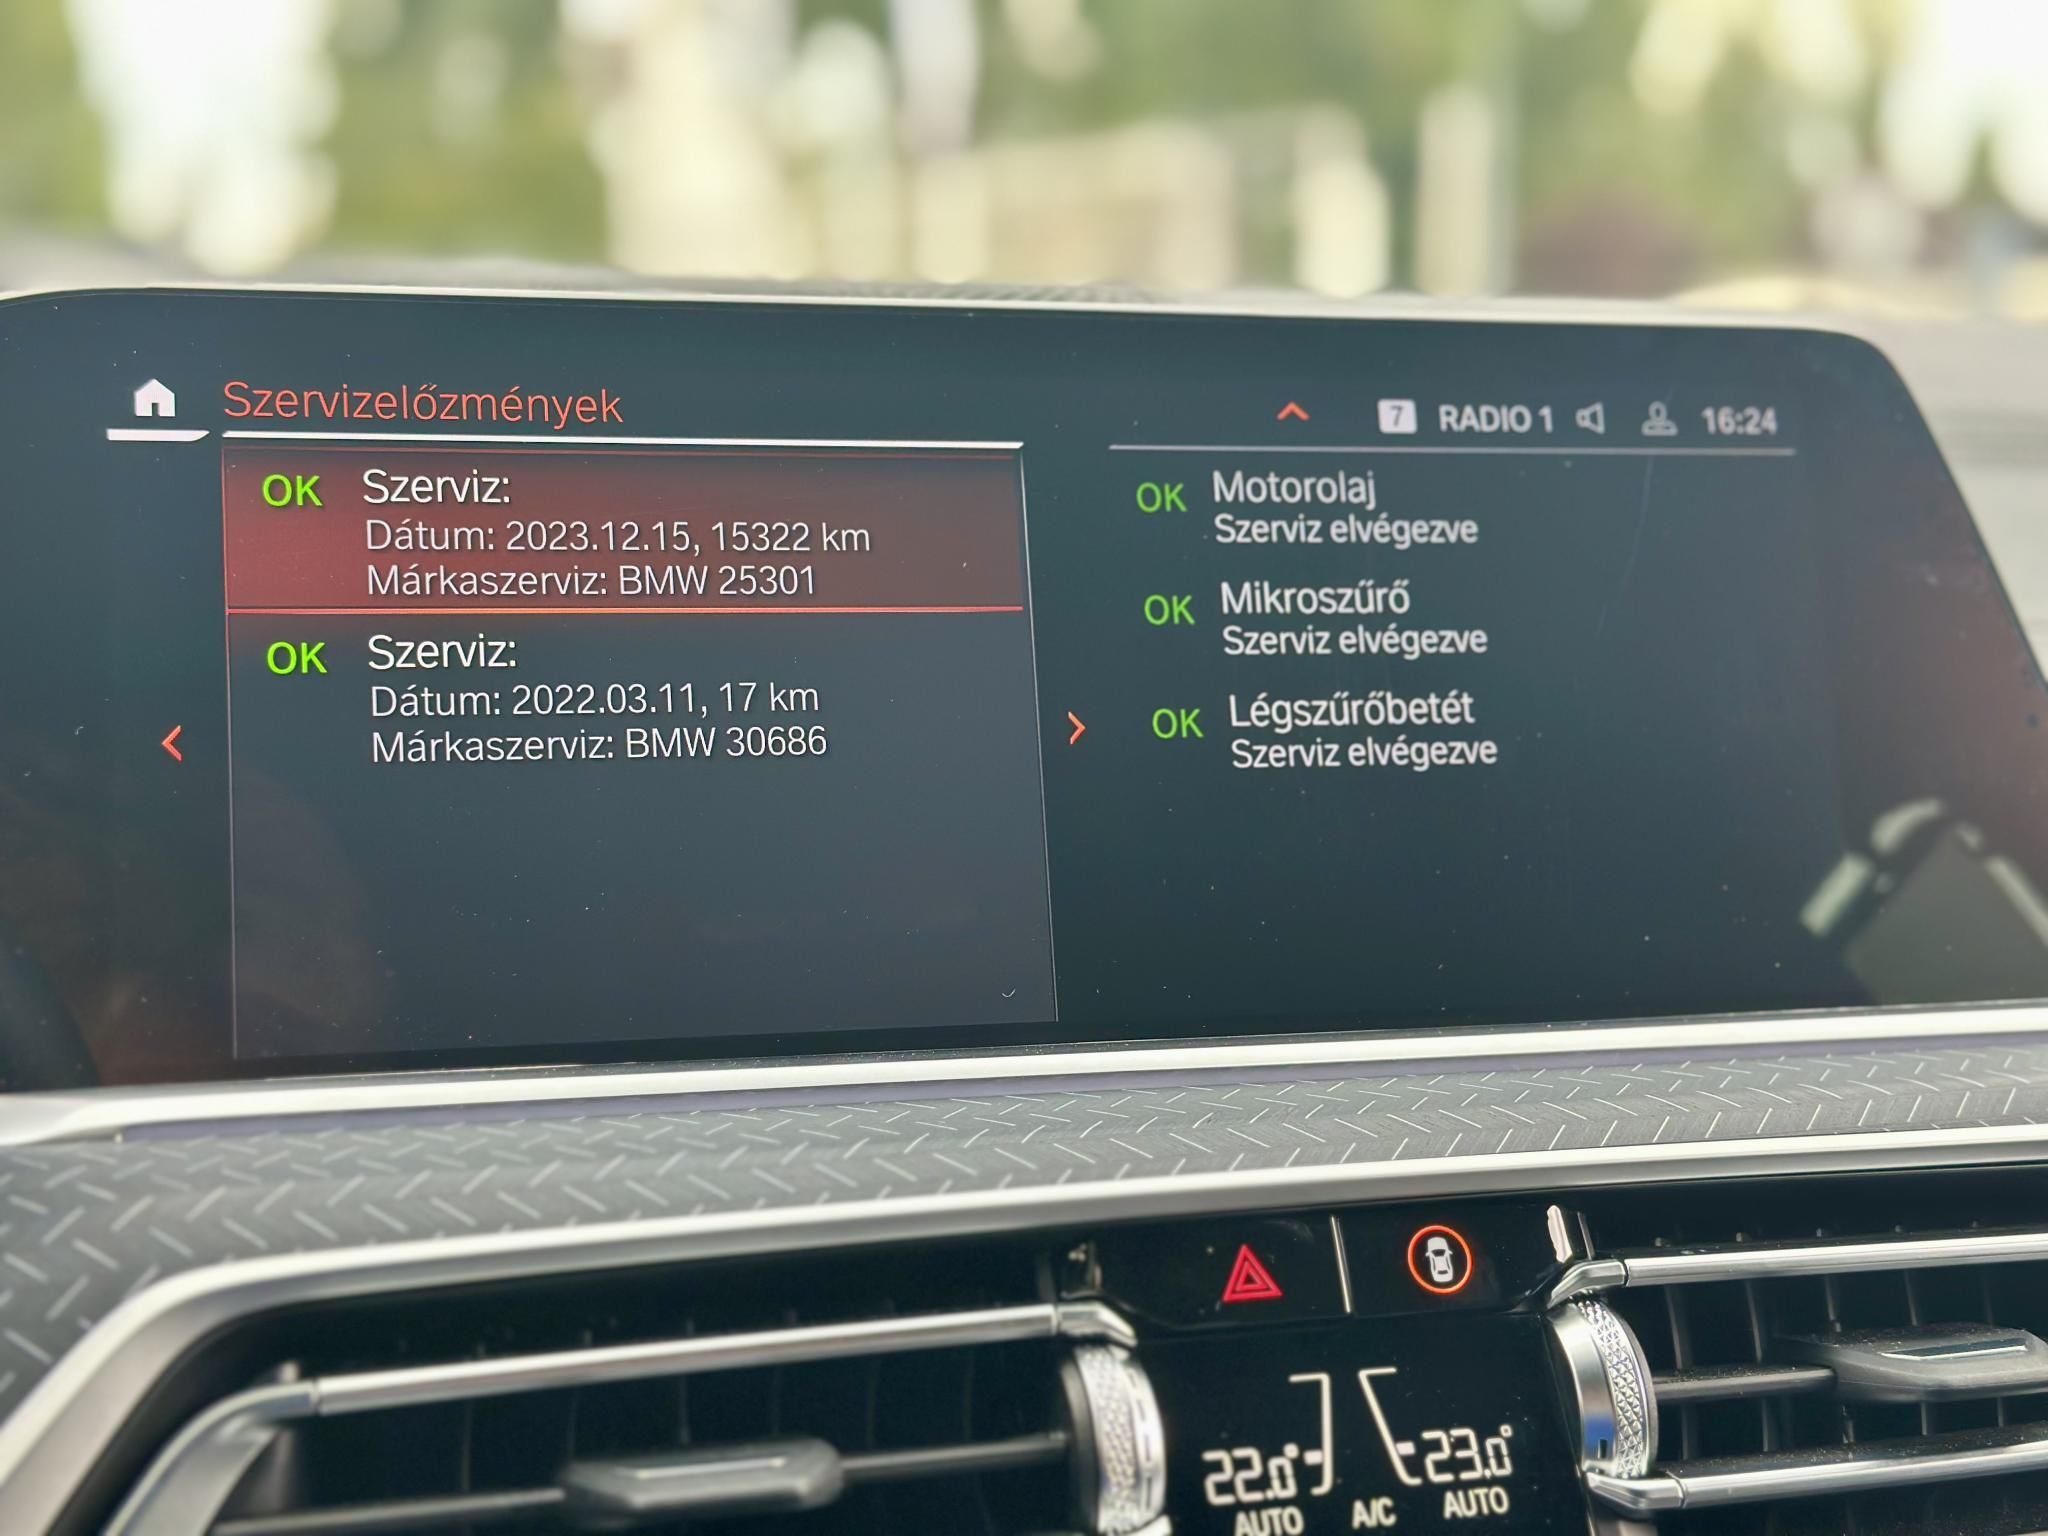 Szervizelőzmények
7 RADIO 1 16:24
OK Szerviz:
Dátum: 2023.12.15, 15322 km
Márkaszerviz: BMW 25301
OK Szerviz:
Dátum: 2022.03.11, 17 km
Márkaszerviz: BMW 30686
OK Motorolaj
Szerviz elvégezve
OK Mikroszűrő
Szerviz elvégezve
OK Légszűrőbetét
Szerviz elvégezve
22.0° 23.0°
AUTO A/C AUTO